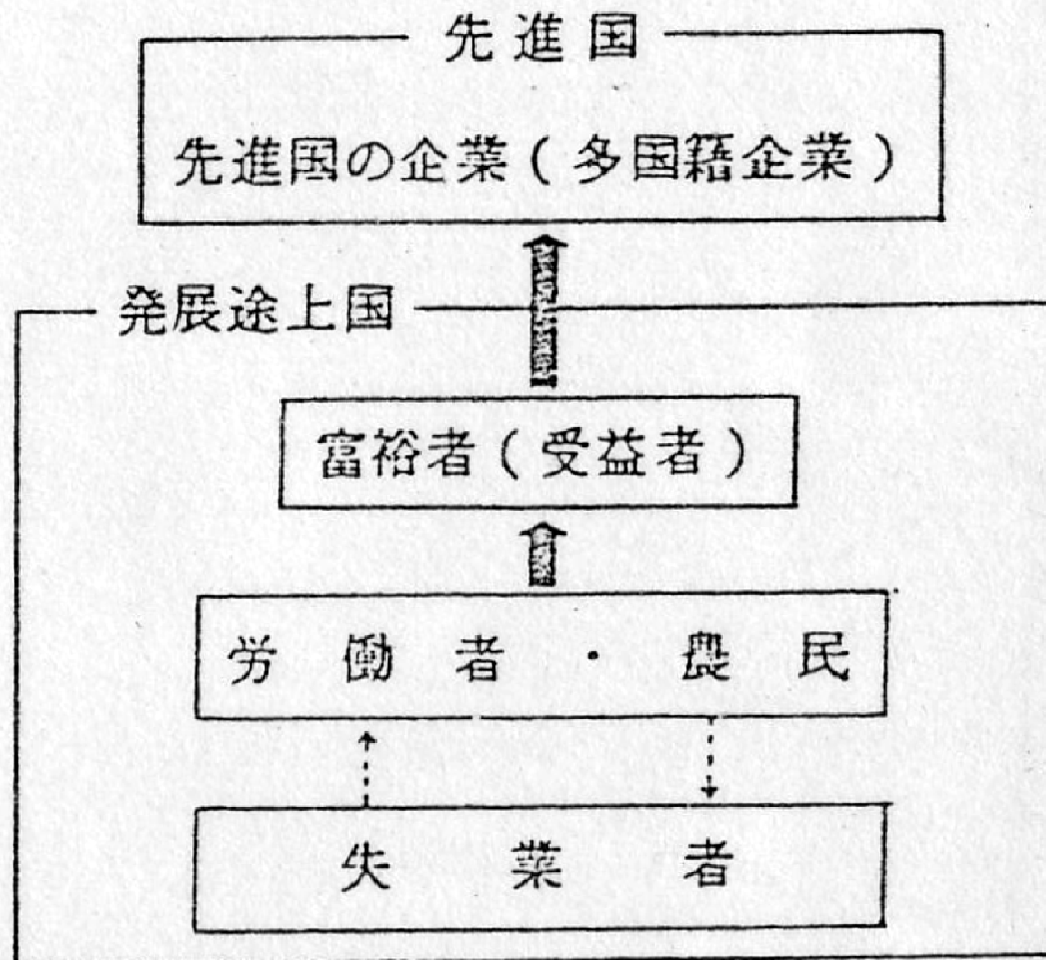 先進国
先進国の企業(多国籍企業)
発展途上国
富裕者(受益者)
労働者・農民
失業者